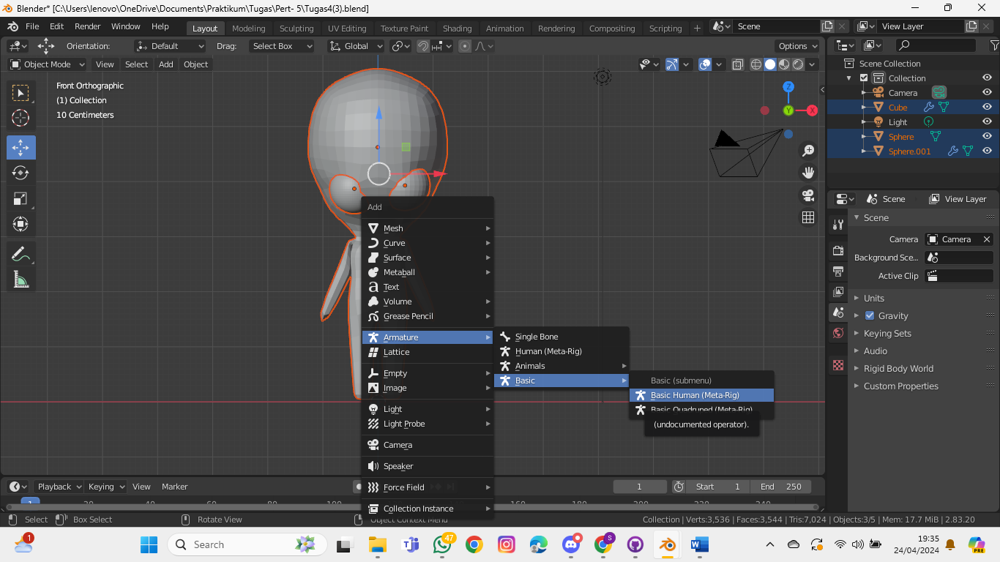 Blender* [C:\Users\lenovo\OneDrive\Documents\Praktikum\Tugas\Pert- 5\Tugas4(3).blend]
File Edit Render Window Help Layout Modeling Sculpting UV Editing Texture Paint Shading Animation Rendering Compositing Scripting + Scene View Layer
Orientation: Default Drag: Select Box Global Options
Object Mode View Select Add Object
Front Orthographic
(1) Collection
10 Centimeters
Z
Y
X
Scene Collection
Collection
Camera
Cube
Light
Sphere
Sphere.001
Scene View Layer
Scene
Camera Camera
Background Sce...
Active Clip
Units
Gravity
Keying Sets
Audio
Rigid Body World
Custom Properties
Add
Mesh
Curve
Surface
Metaball
Text
Volume
Grease Pencil
Armature
Lattice
Empty
Image
Light
Light Probe
Camera
Speaker
Force Field
Collection Instance
Single Bone
Human (Meta-Rig)
Animals
Basic
Basic (submenu)
Basic Human (Meta-Rig)
Basic Quadruped (Meta-Rig)
(undocumented operator).
Playback Keying View Marker 1 Start 1 End 250
1 20 40 60 80 100 160 180 200 220 240
Select Box Select Rotate View Object Context Menu Collection | Verts:3,536 | Faces:3,544 | Tris:7,024 | Objects:3/5 | Mem: 17.7 MiB | 2.83.20
1 Search 47 S PRE
19:35
24/04/2024